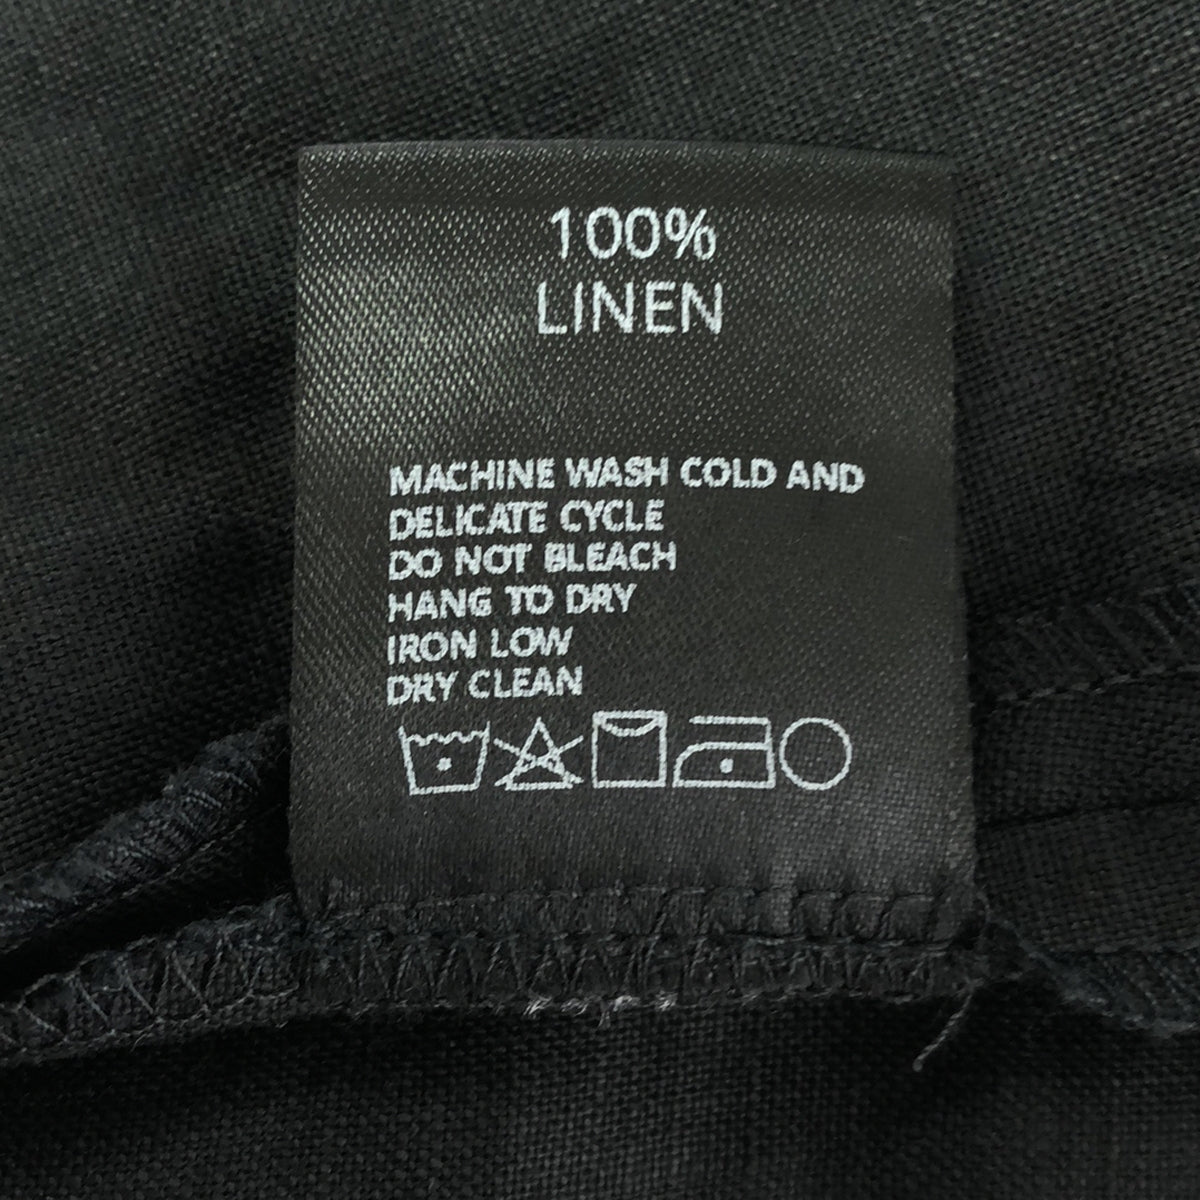 100%
LINEN
MACHINE WASH COLD AND
DELICATE CYCLE
DO NOT BLEACH
HANG TO DRY
IRON LOW
DRY CLEAN